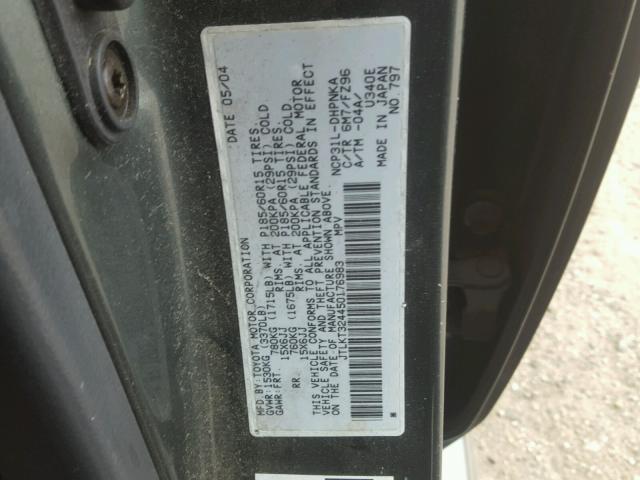 MFD.BY:TOYOTA MOTOR CORPORATION DATE 05/04
GVWR:1530KG (3370LB)
GAWR:FRT 780KG (1715LB) WITH P185/60R15 TIRES.
15X6JJ RIMS. AT 200KPA (29PSI) COLD
RR 760KG (1675LB) WITH P185/60R15 TIRES.
15X6JJ RIMS. AT 200KPA (29PSI) COLD
THIS VEHICLE CONFORMS TO ALL APPLICABLE FEDERAL MOTOR
VEHICLE SAFETY AND THEFT PREVENTION STANDARDS IN EFFECT
ON THE DATE OF MANUFACTURE SHOWN ABOVE.
JTLKT324450176983 MPV
NCP31L-DHPNKA
C/TR 6M7/FZ96
A/TM -04A/ U340E
MADE IN JAPAN
NO.797